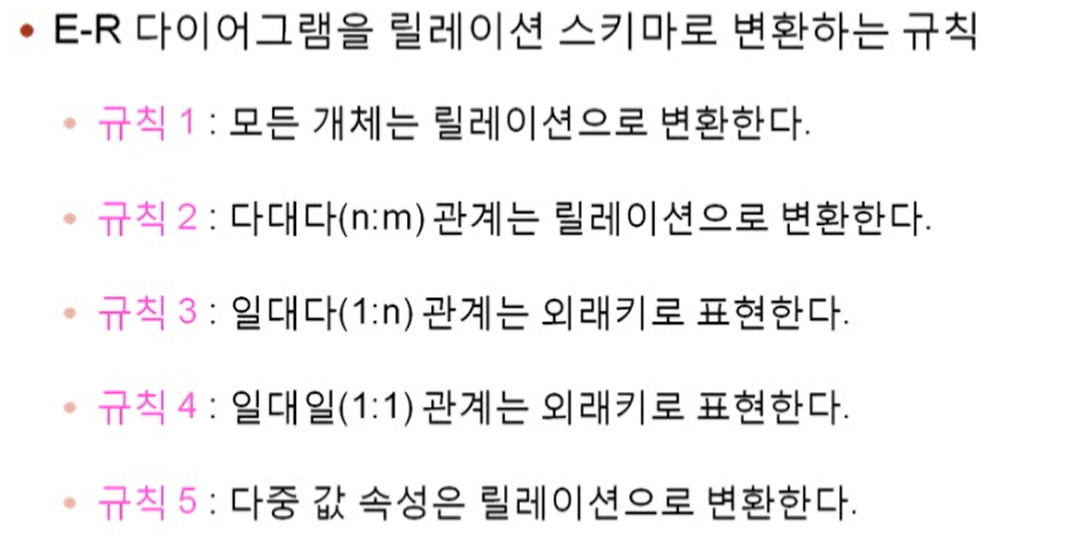 • E-R 다이어그램을 릴레이션 스키마로 변환하는 규칙
• 규칙 1 : 모든 개체는 릴레이션으로 변환한다.
• 규칙 2 : 다대다(n:m) 관계는 릴레이션으로 변환한다.
• 규칙 3 : 일대다(1:n) 관계는 외래키로 표현한다.
• 규칙 4 : 일대일(1:1) 관계는 외래키로 표현한다.
• 규칙 5 : 다중 값 속성은 릴레이션으로 변환한다.